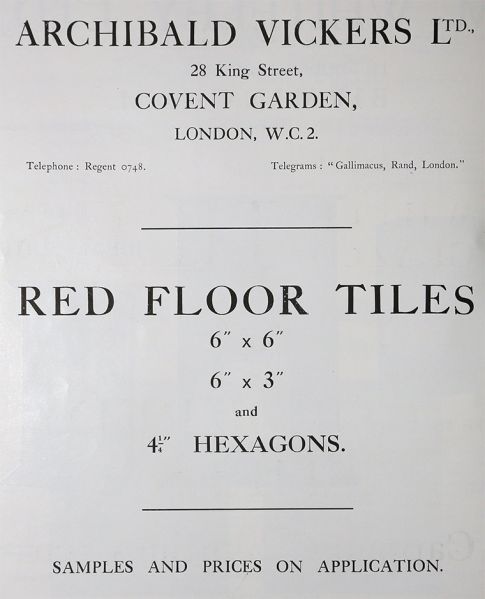 ARCHIBALD VICKERS LTD.,
28 King Street,
COVENT GARDEN,
LONDON, W.C. 2.
Telephone : Regent 0748. Telegrams : "Gallimacus, Rand, London."
RED FLOOR TILES
6″ x 6″
6″ x 3″
and
4¼″ HEXAGONS.
SAMPLES AND PRICES ON APPLICATION.